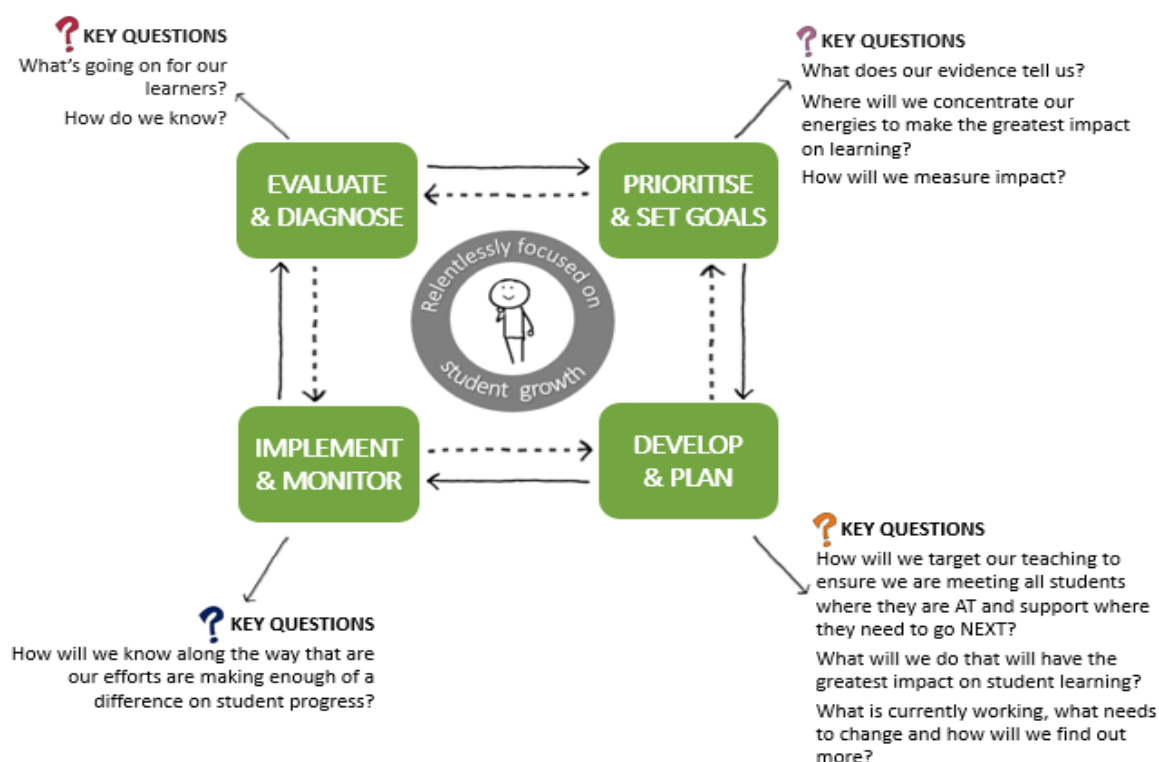 KEY QUESTIONS
What's going on for our
learners?
How do we know?
KEY QUESTIONS
What does our evidence tell us?
Where will we concentrate our
energies to make the greatest impact
on learning?
How will we measure impact?
EVALUATE
& DIAGNOSE
PRIORITISE
& SET GOALS
Relentlessly focused on
student growth
IMPLEMENT
& MONITOR
DEVELOP
& PLAN
KEY QUESTIONS
How will we know along the way that are
our efforts are making enough of a
difference on student progress?
KEY QUESTIONS
How will we target our teaching to
ensure we are meeting all students
where they are AT and support where
they need to go NEXT?
What will we do that will have the
greatest impact on student learning?
What is currently working, what needs
to change and how will we find out
more?